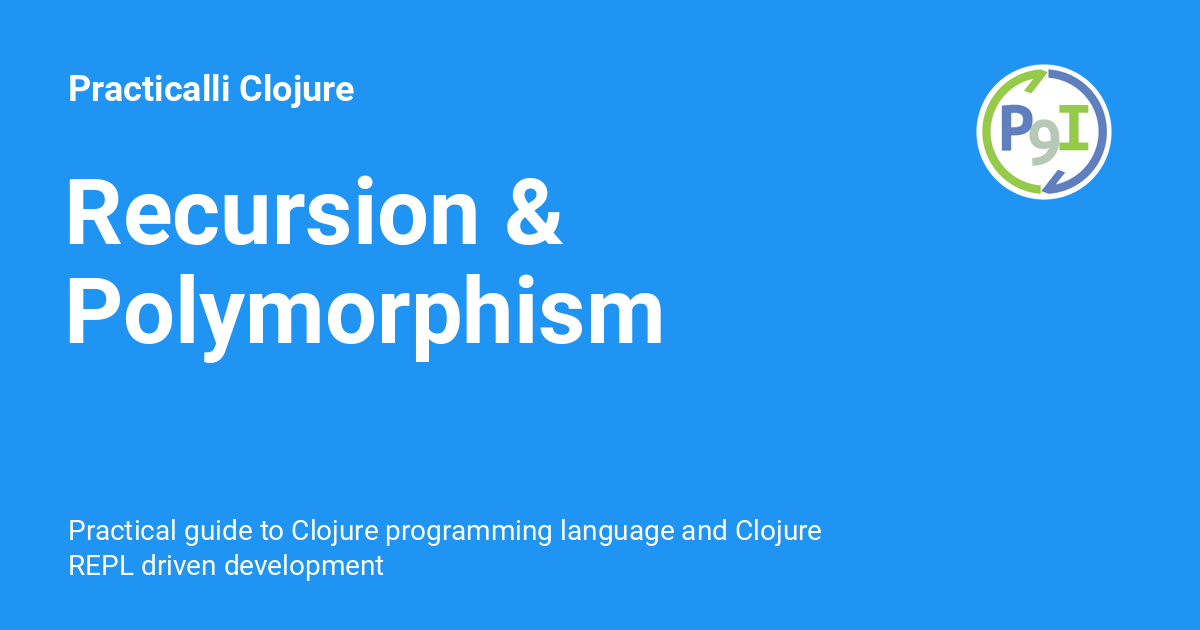 Practicalli Clojure
P9I
Recursion &
Polymorphism
Practical guide to Clojure programming language and Clojure
REPL driven development